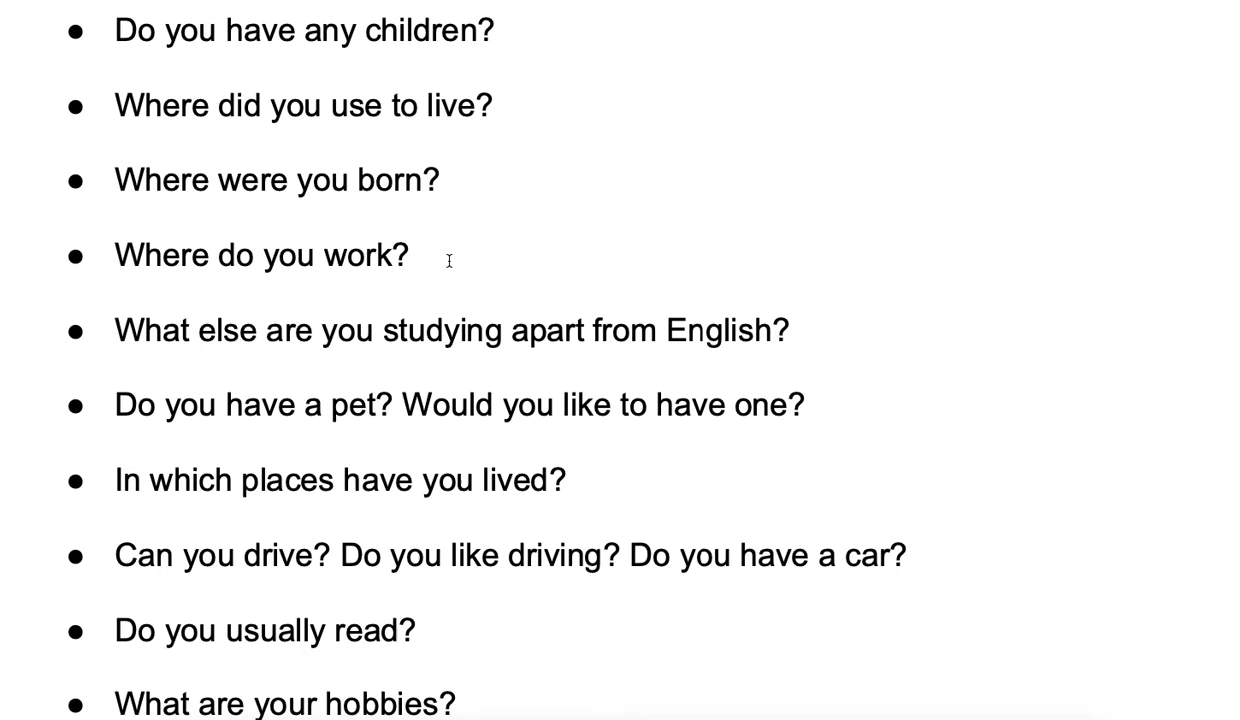 ● Do you have any children?
● Where did you use to live?
● Where were you born?
● Where do you work?
● What else are you studying apart from English?
● Do you have a pet? Would you like to have one?
● In which places have you lived?
● Can you drive? Do you like driving? Do you have a car?
● Do you usually read?
● What are your hobbies?